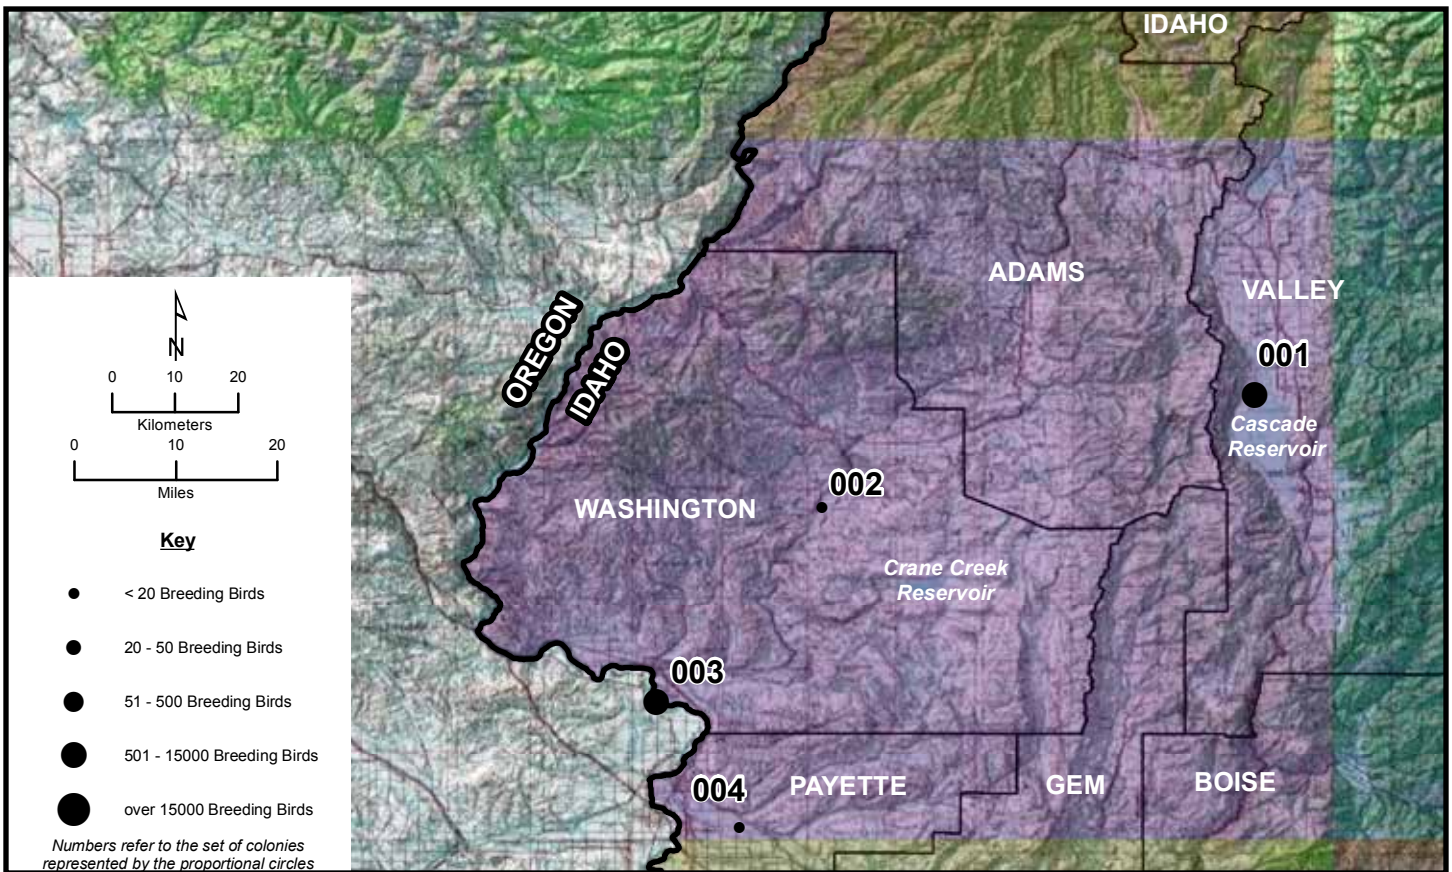 IDAHO
ADAMS
VALLEY
001
Cascade
Reservoir
OREGON
IDAHO
002
WASHINGTON
Crane Creek
Reservoir
003
004
PAYETTE
GEM
BOISE
N
0 10 20
Kilometers
0 10 20
Miles
Key
< 20 Breeding Birds
20 - 50 Breeding Birds
51 - 500 Breeding Birds
501 - 15000 Breeding Birds
over 15000 Breeding Birds
Numbers refer to the set of colonies
represented by the proportional circles